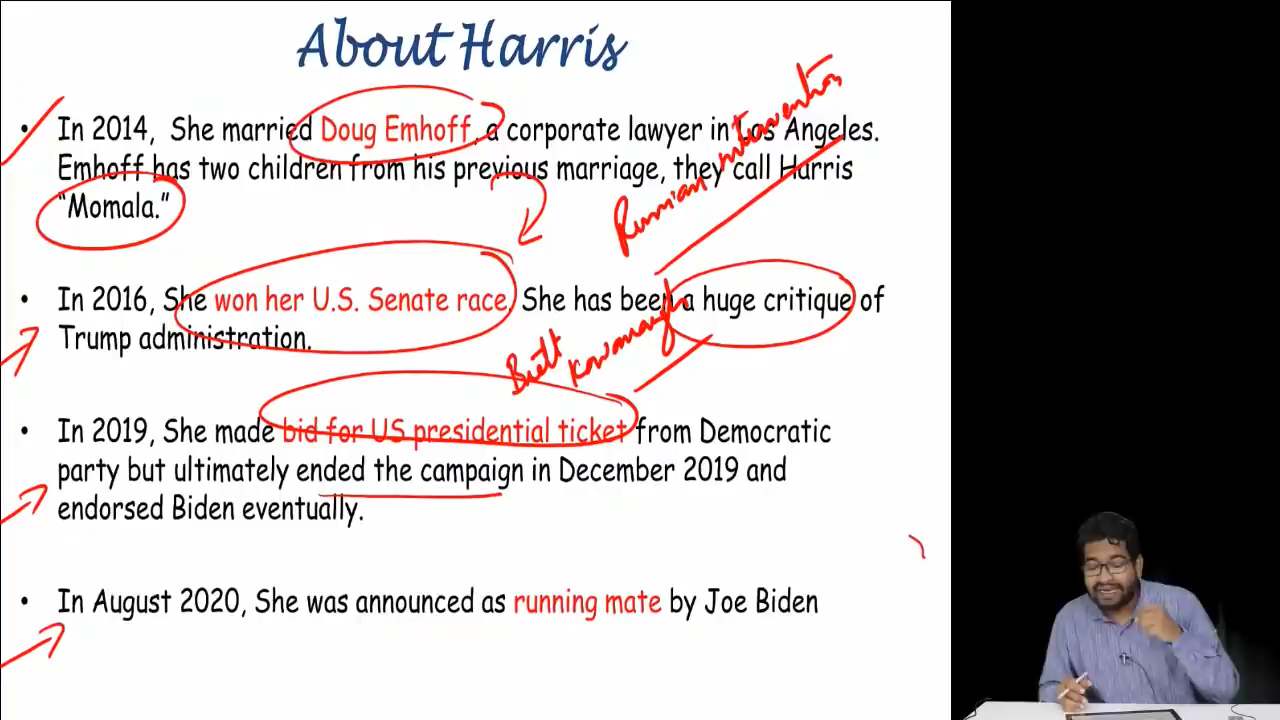 About Harris
• In 2014, She married Doug Emhoff, a corporate lawyer in Los Angeles.
Emhoff has two children from his previous marriage, they call Harris
“Momala.”
Russian intervention
• In 2016, She won her U.S. Senate race. She has been a huge critique of
Trump administration.
Brett
Kavanaugh
• In 2019, She made bid for US presidential ticket from Democratic
party but ultimately ended the campaign in December 2019 and
endorsed Biden eventually.
• In August 2020, She was announced as running mate by Joe Biden